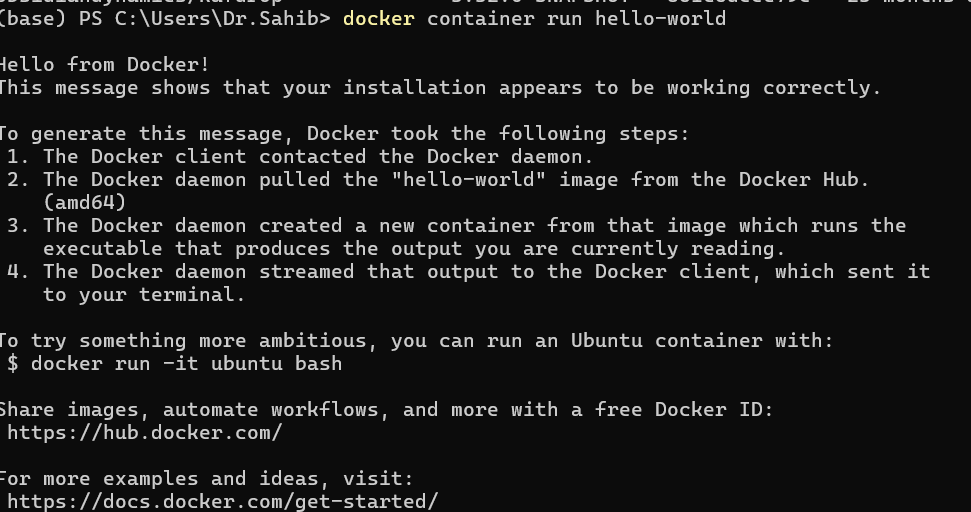 (base) PS C:\Users\Dr.Sahib> docker container run hello-world
Hello from Docker!
This message shows that your installation appears to be working correctly.
To generate this message, Docker took the following steps:
1. The Docker client contacted the Docker daemon.
2. The Docker daemon pulled the "hello-world" image from the Docker Hub.
(amd64)
3. The Docker daemon created a new container from that image which runs the
executable that produces the output you are currently reading.
4. The Docker daemon streamed that output to the Docker client, which sent it
to your terminal.
To try something more ambitious, you can run an Ubuntu container with:
$ docker run -it ubuntu bash
Share images, automate workflows, and more with a free Docker ID:
https://hub.docker.com/
For more examples and ideas, visit:
https://docs.docker.com/get-started/